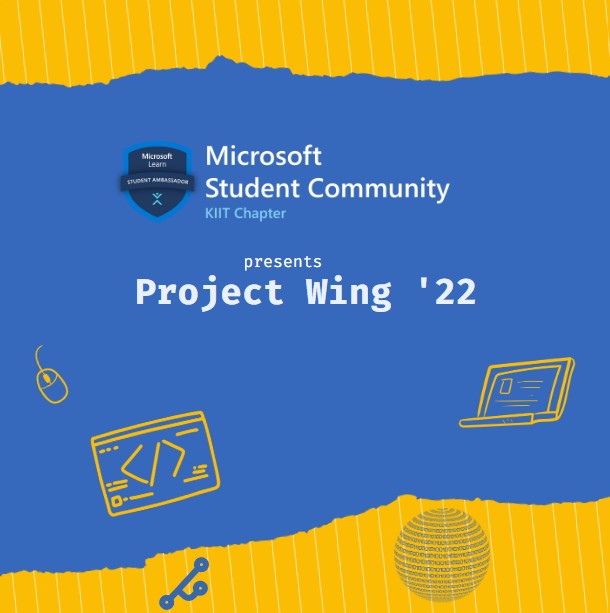 Microsoft
Learn
STUDENT AMBASSADOR
Microsoft
Student Community
KIIT Chapter
presents
Project Wing '22
</>